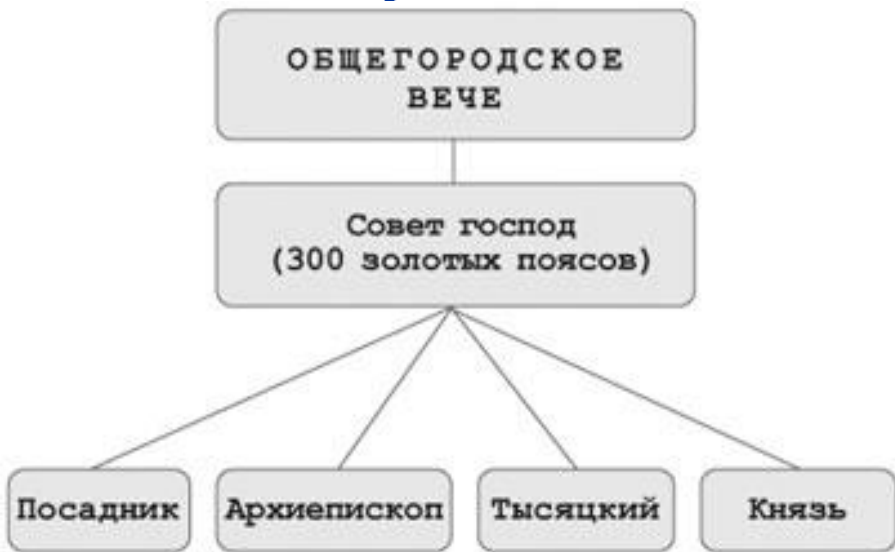 ОБЩЕГОРОДСКОЕ
ВЕЧЕ
Совет господ
(300 золотых поясов)
Посадник
Архиепископ
Тысяцкий
Князь